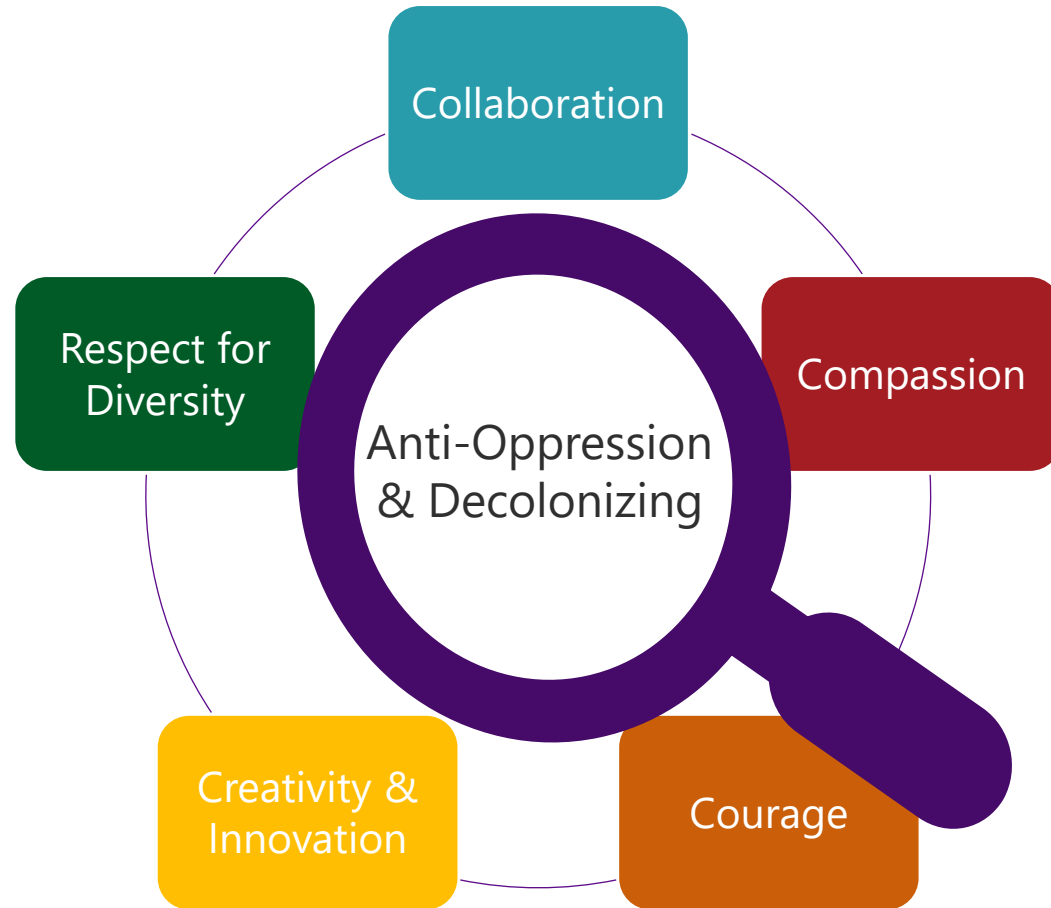 Collaboration
Respect for
Diversity
Compassion
Anti-Oppression
& Decolonizing
Creativity &
Innovation
Courage